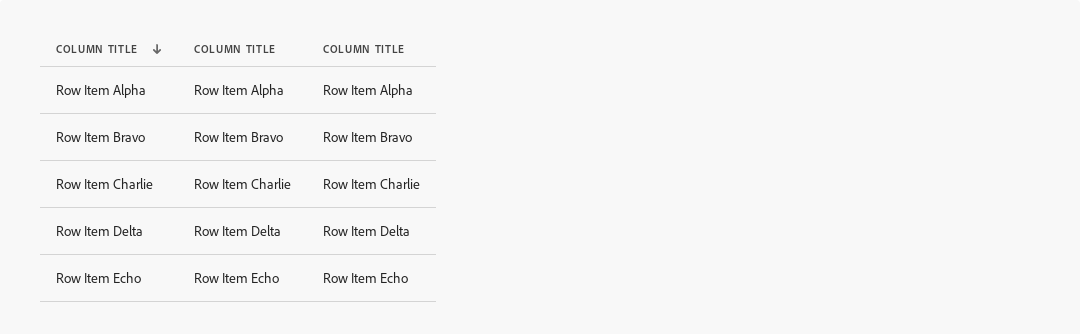 COLUMN TITLE COLUMN TITLE COLUMN TITLE
Row Item Alpha Row Item Alpha Row Item Alpha
Row Item Bravo Row Item Bravo Row Item Bravo
Row Item Charlie Row Item Charlie Row Item Charlie
Row Item Delta Row Item Delta Row Item Delta
Row Item Echo Row Item Echo Row Item Echo